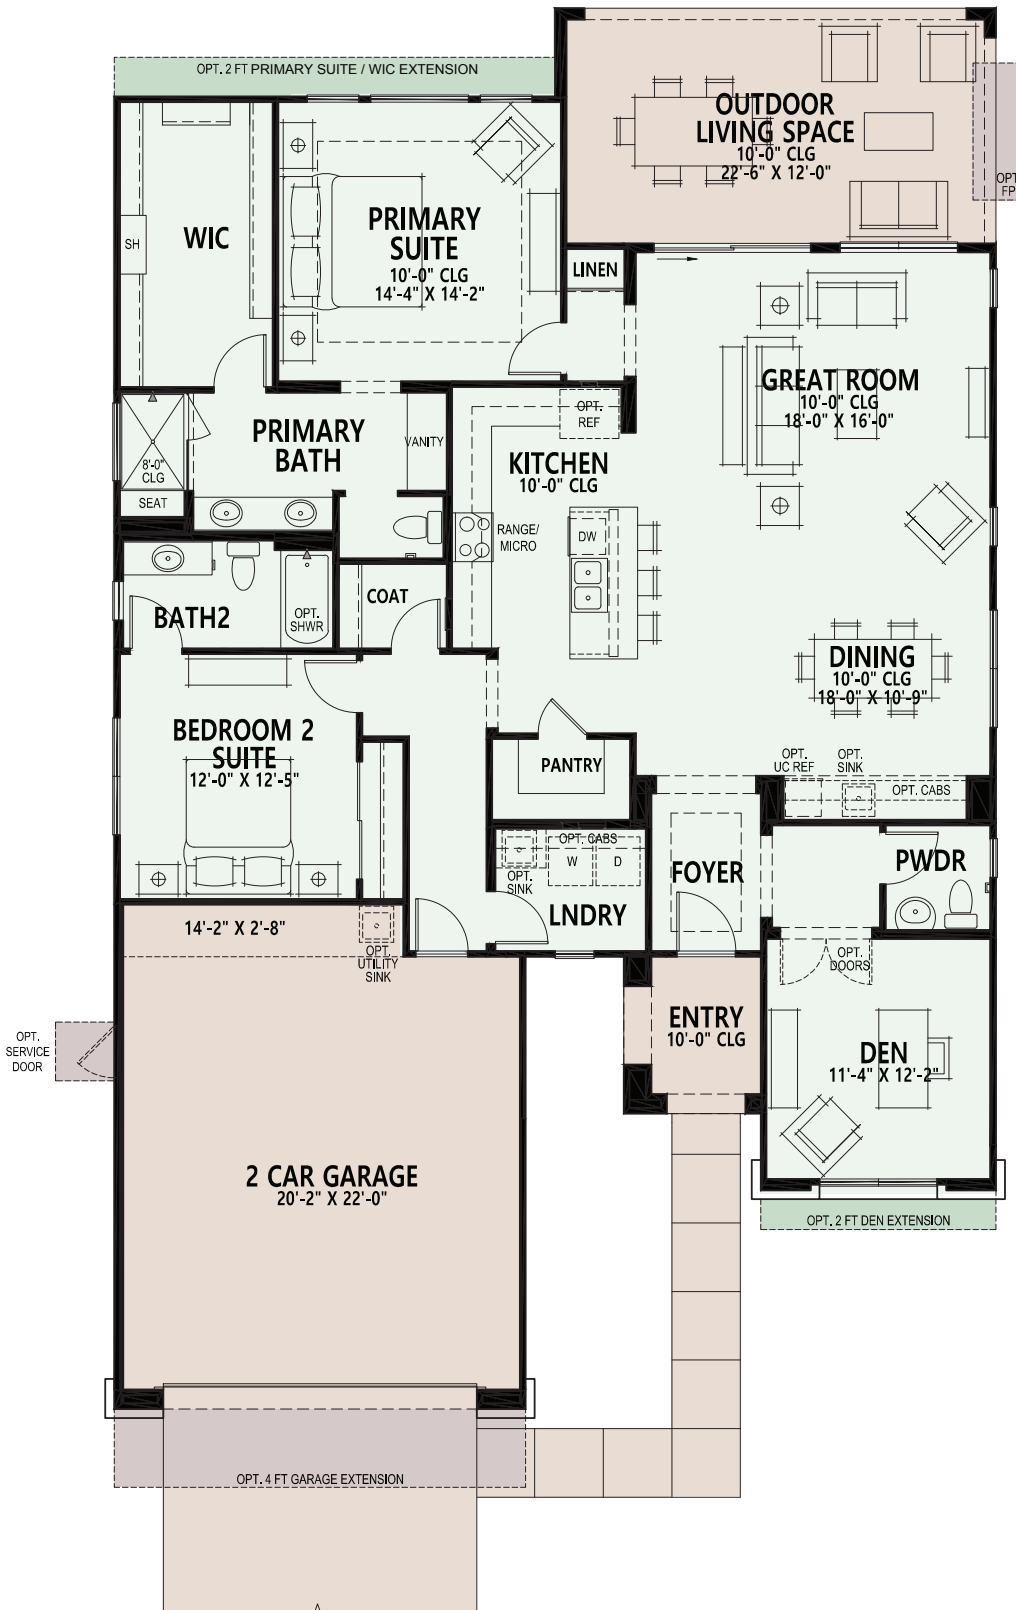 OPT. 2 FT PRIMARY SUITE / WIC EXTENSION
OUTDOOR
LIVING SPACE
10'-0" CLG
22'-6" X 12'-0"
OPT
FP
WIC
SH
PRIMARY
SUITE
10'-0" CLG
14'-4" X 14'-2"
LINEN
GREAT ROOM
10'-0" CLG
18'-0" X 16'-0"
OPT.
REF
PRIMARY
BATH
VANITY
8'-0"
CLG
SEAT
KITCHEN
10'-0" CLG
RANGE/
MICRO
DW
BATH2
OPT.
SHWR
COAT
DINING
10'-0" CLG
18'-0" X 10'-9"
BEDROOM 2
SUITE
12'-0" X 12'-5"
PANTRY
OPT.
UC REF
OPT.
SINK
OPT. CABS
OPT. CABS
W
D
OPT.
SINK
LNDRY
FOYER
PWDR
14'-2" X 2'-8"
OPT.
UTILITY
SINK
OPT.
DOORS
OPT.
SERVICE
DOOR
ENTRY
10'-0" CLG
DEN
11'-4" X 12'-2"
2 CAR GARAGE
20'-2" X 22'-0"
OPT. 2 FT DEN EXTENSION
OPT. 4 FT GARAGE EXTENSION